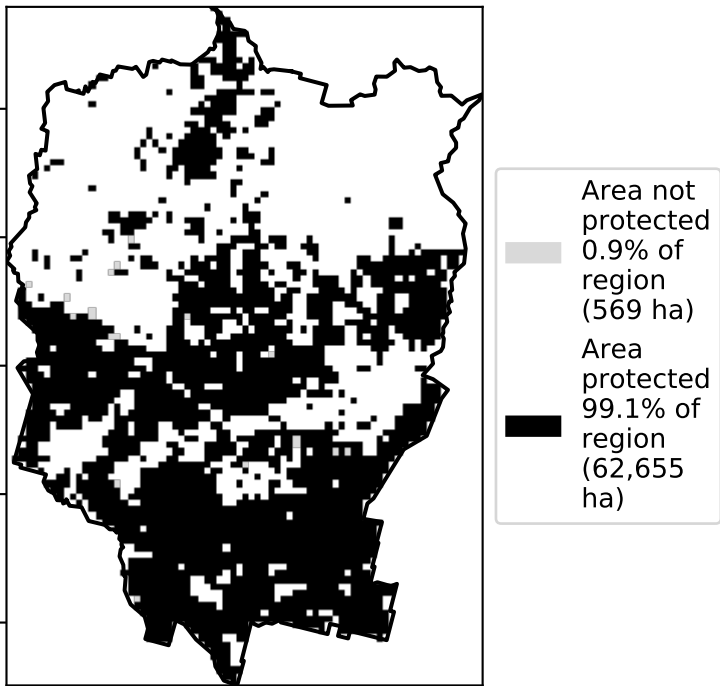 Area not
protected
0.9% of
region
(569 ha)
Area
protected
99.1% of
region
(62,655
ha)